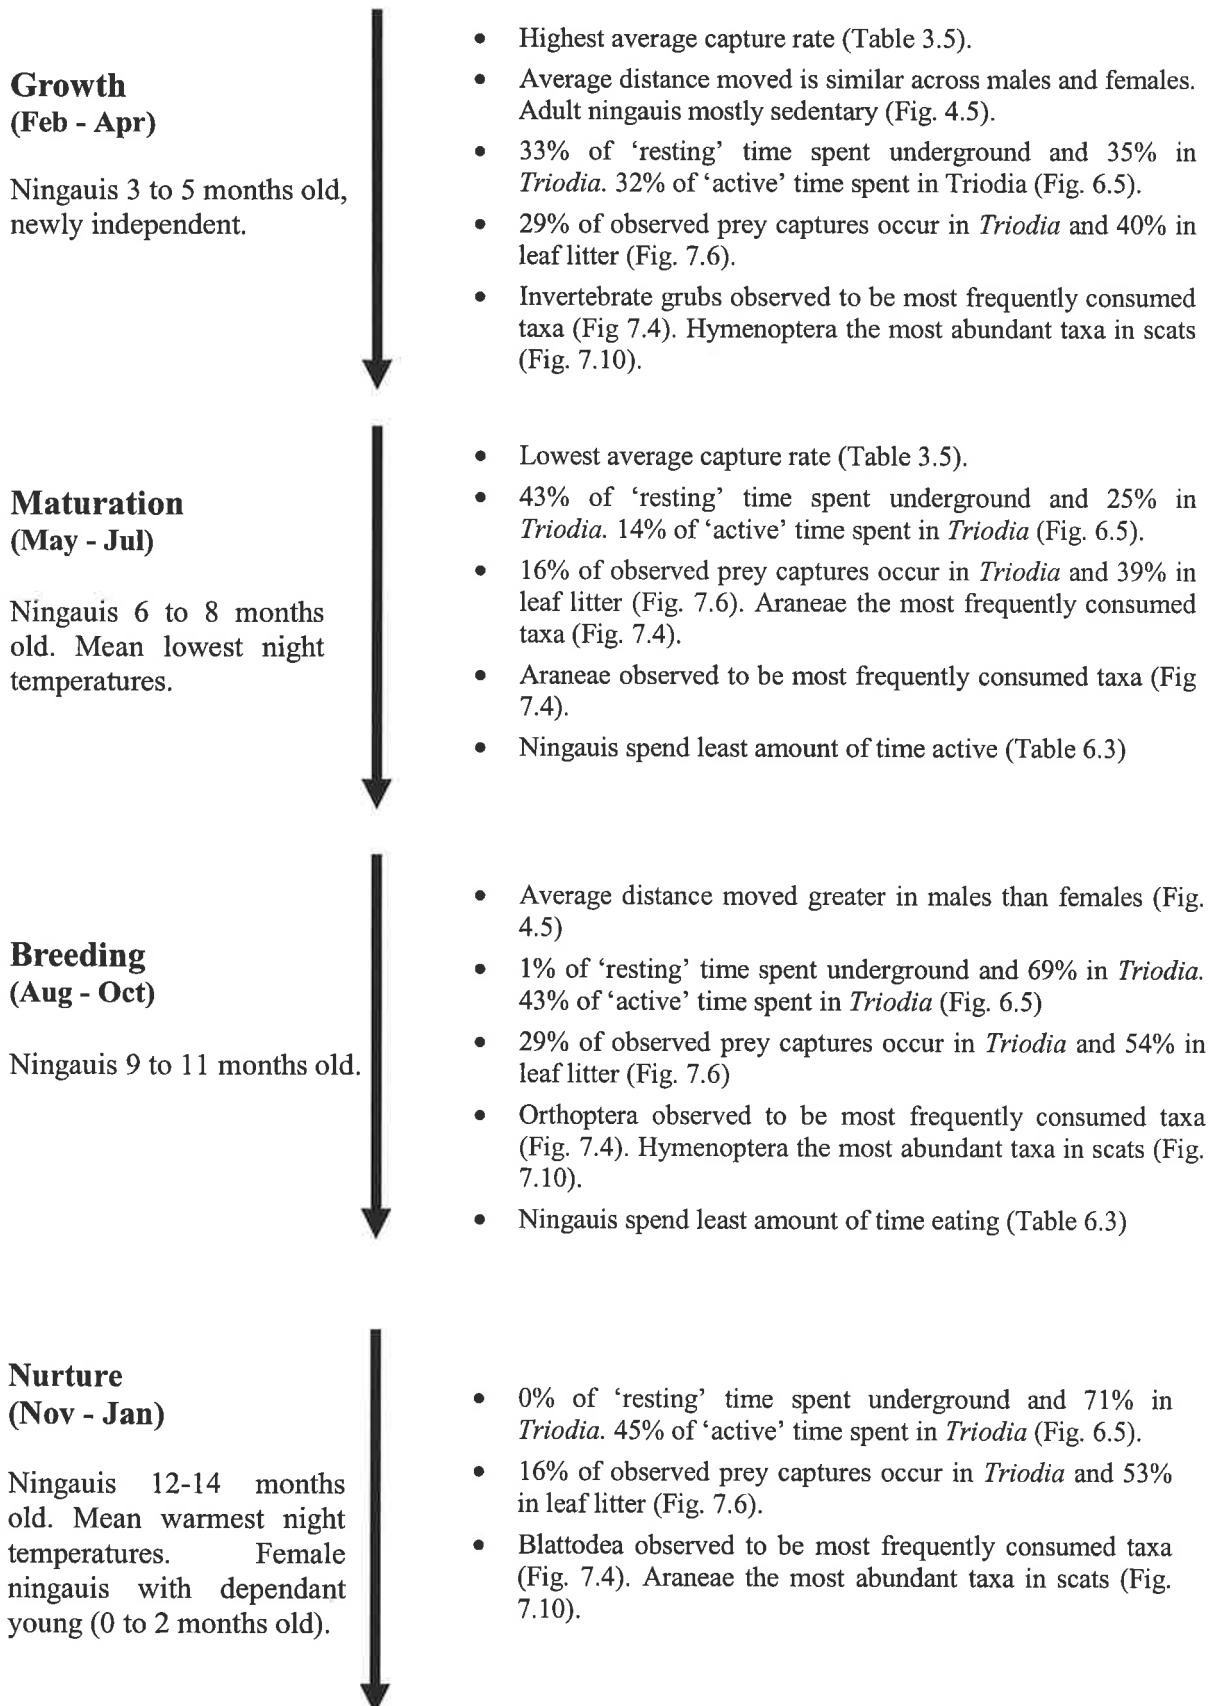 Growth
(Feb - Apr)
Ningauis 3 to 5 months old,
newly independent.
• Highest average capture rate (Table 3.5).
• Average distance moved is similar across males and females.
Adult ningauis mostly sedentary (Fig. 4.5).
• 33% of ‘resting’ time spent underground and 35% in
Triodia. 32% of ‘active’ time spent in Triodia (Fig. 6.5).
• 29% of observed prey captures occur in Triodia and 40% in
leaf litter (Fig. 7.6).
• Invertebrate grubs observed to be most frequently consumed
taxa (Fig 7.4). Hymenoptera the most abundant taxa in scats
(Fig. 7.10).
Maturation
(May - Jul)
Ningauis 6 to 8 months
old. Mean lowest night
temperatures.
• Lowest average capture rate (Table 3.5).
• 43% of ‘resting’ time spent underground and 25% in
Triodia. 14% of ‘active’ time spent in Triodia (Fig. 6.5).
• 16% of observed prey captures occur in Triodia and 39% in
leaf litter (Fig. 7.6). Araneae the most frequently consumed
taxa (Fig. 7.4).
• Araneae observed to be most frequently consumed taxa (Fig
7.4).
• Ningauis spend least amount of time active (Table 6.3)
Breeding
(Aug - Oct)
Ningauis 9 to 11 months old.
• Average distance moved greater in males than females (Fig.
4.5)
• 1% of ‘resting’ time spent underground and 69% in Triodia.
43% of ‘active’ time spent in Triodia (Fig. 6.5)
• 29% of observed prey captures occur in Triodia and 54% in
leaf litter (Fig. 7.6)
• Orthoptera observed to be most frequently consumed taxa
(Fig. 7.4). Hymenoptera the most abundant taxa in scats (Fig.
7.10).
• Ningauis spend least amount of time eating (Table 6.3)
Nurture
(Nov - Jan)
Ningauis 12-14 months
old. Mean warmest night
temperatures. Female
ningauis with dependant
young (0 to 2 months old).
• 0% of ‘resting’ time spent underground and 71% in
Triodia. 45% of ‘active’ time spent in Triodia (Fig. 6.5).
• 16% of observed prey captures occur in Triodia and 53%
in leaf litter (Fig. 7.6).
• Blattodea observed to be most frequently consumed taxa
(Fig. 7.4). Araneae the most abundant taxa in scats (Fig.
7.10).